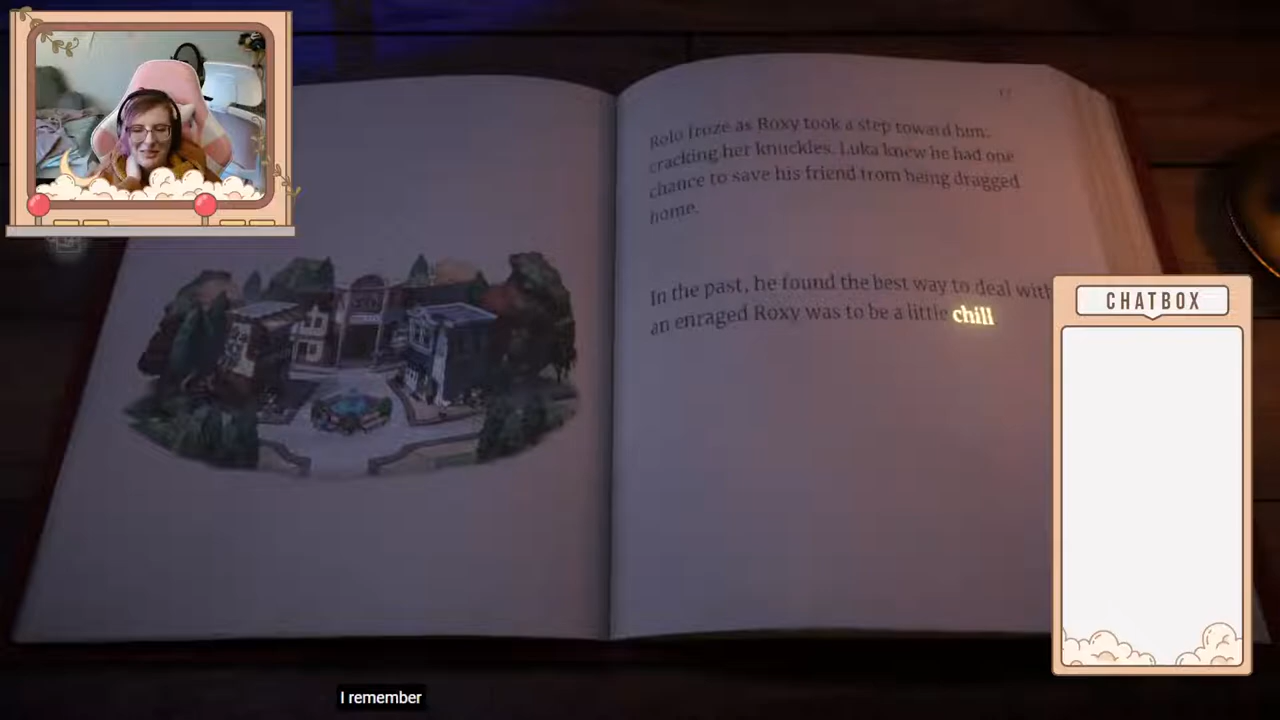 17
Rolo froze as Roxy took a step toward him,
cracking her knuckles. Luka knew he had one
chance to save his friend from being dragged
home.
In the past, he found the best way to deal with
an enraged Roxy was to be a little chill
CHATBOX
I remember